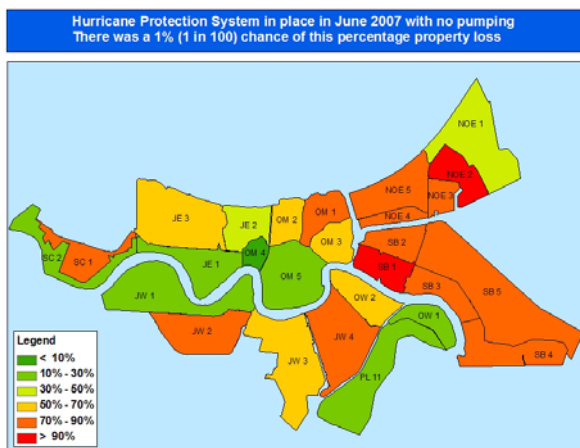 Hurricane Protection System in place in June 2007 with no pumping
There was a 1% (1 in 100) chance of this percentage property loss
NOE 1
NOE 2
NOE 5
NOE 3
NOE 4
JE 3
JE 2
OM 2
OM 1
OM 3
OM 4
SB 2
SC 2
SC 1
JE 1
OM 5
SB 1
SB 3
SB 5
JW 1
OW 2
OW 1
JW 2
JW 4
JW 3
SB 4
PL 11
Legend
< 10%
10% - 30%
30% - 50%
50% - 70%
70% - 90%
> 90%